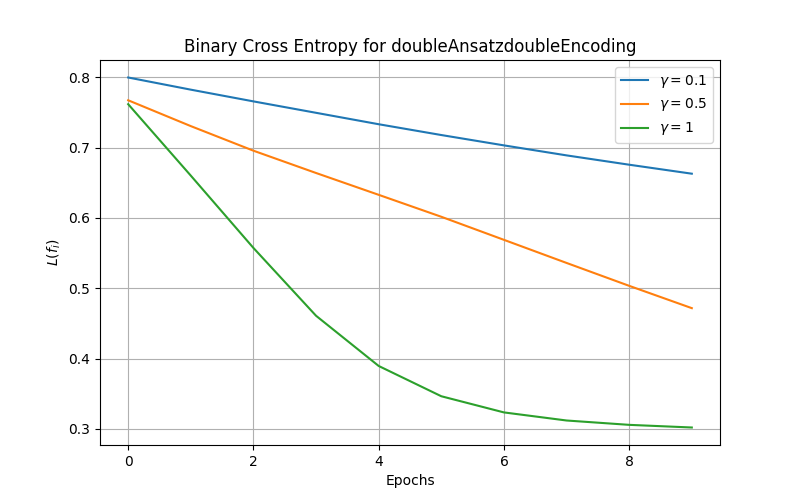 Binary Cross Entropy for doubleAnsatzdoubleEncoding
γ = 0.1
γ = 0.5
γ = 1
0.8
0.7
0.6
0.5
0.4
0.3
L(fᵢ)
0 2 4 6 8
Epochs